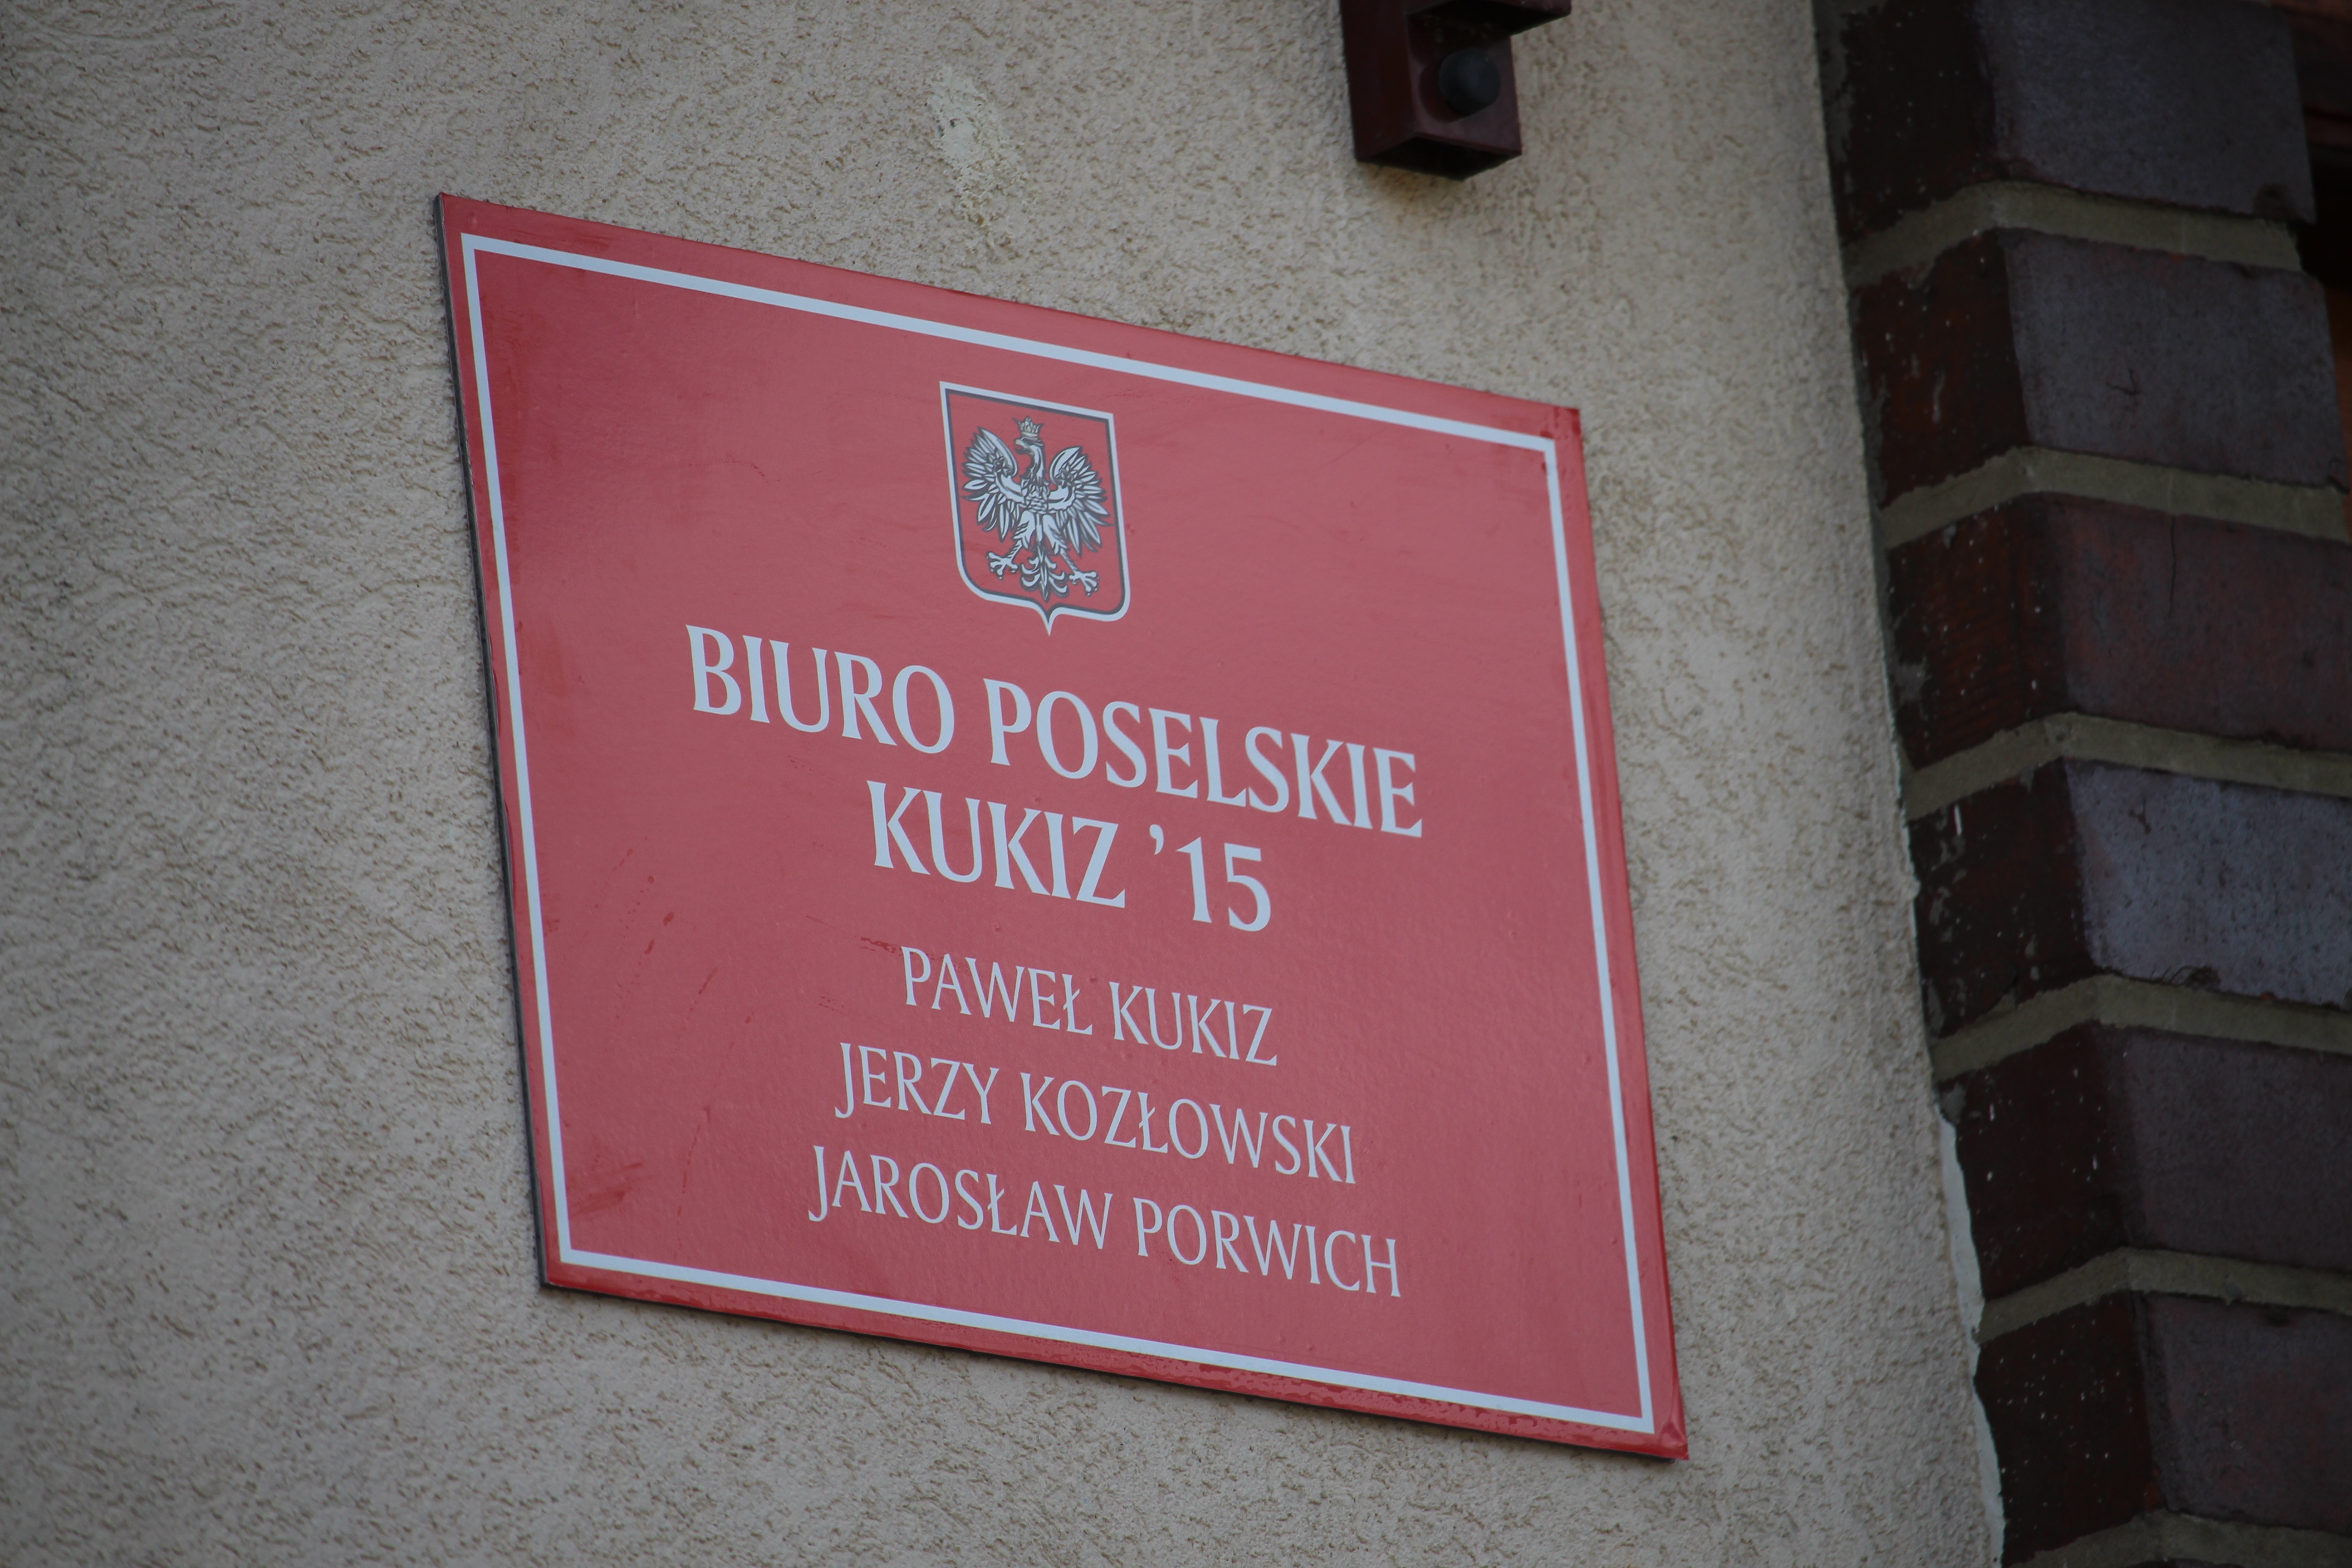 BIURO POSELSKIE
KUKIZ '15
PAWEŁ KUKIZ
JERZY KOZŁOWSKI
JAROSŁAW PORWICH